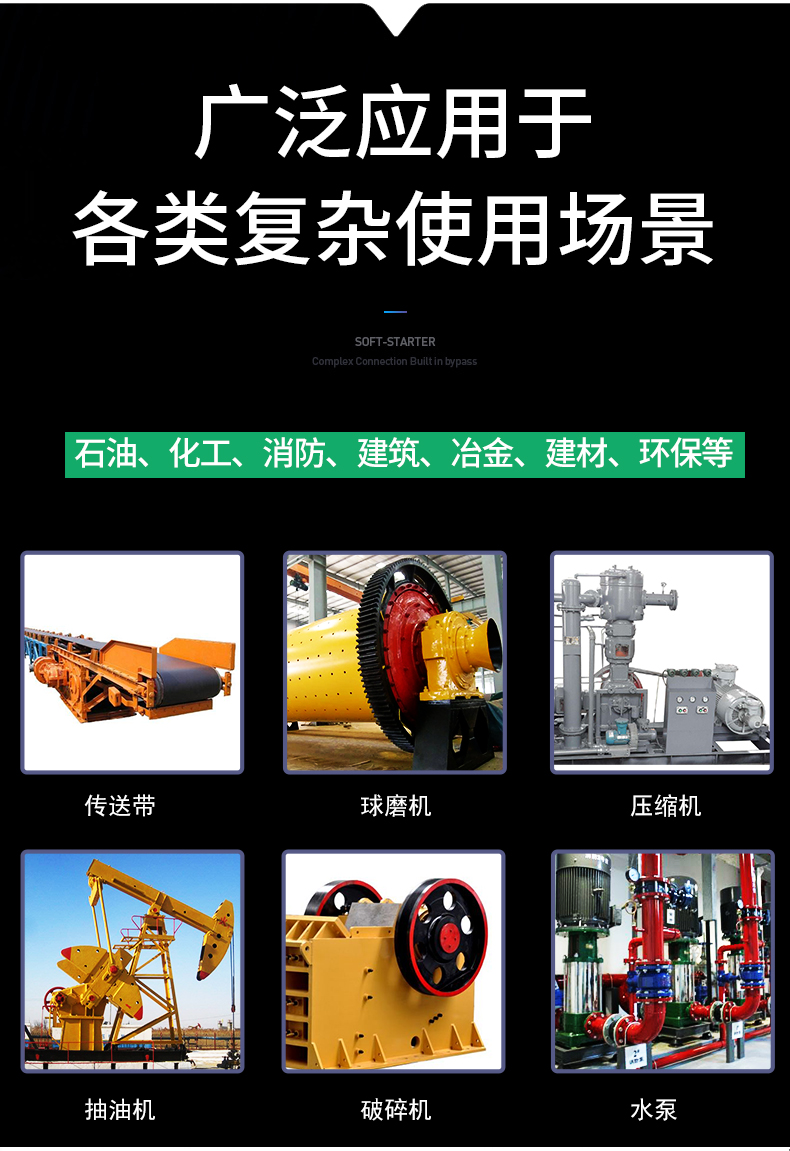 广泛应用于
各类复杂使用场景
SOFT-STARTER
Complex Connection Built in bypass
石油、化工、消防、建筑、冶金、建材、环保等
传送带
球磨机
压缩机
抽油机
破碎机
水泵